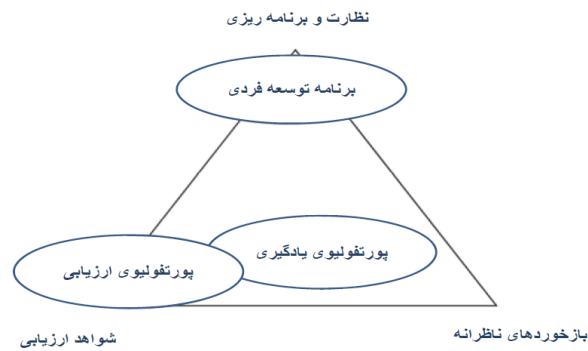 نظارت و برنامه ریزی
برنامه توسعه فردی
پورتفولیوی یادگیری
پورتفولیوی ارزیابی
بازخوردهای ناظرانه
شواهد ارزیابی